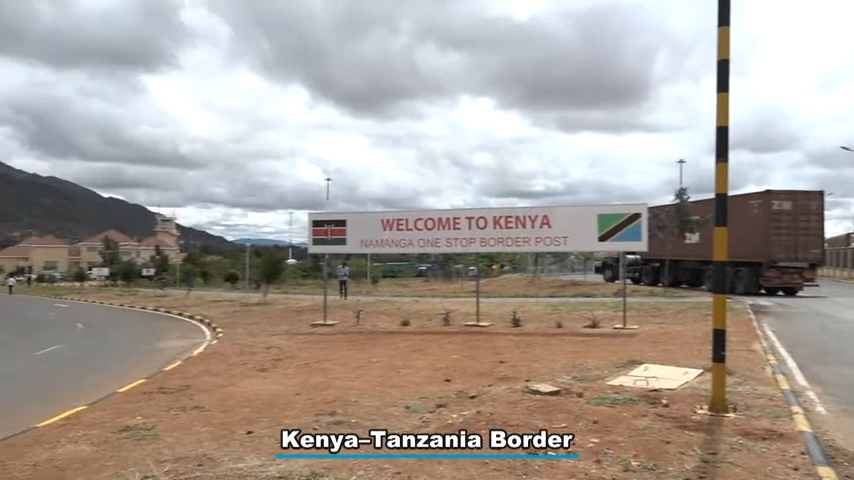 WELCOME TO KENYA
NAMANGA ONE STOP BORDER POST
Kenya–Tanzania Border